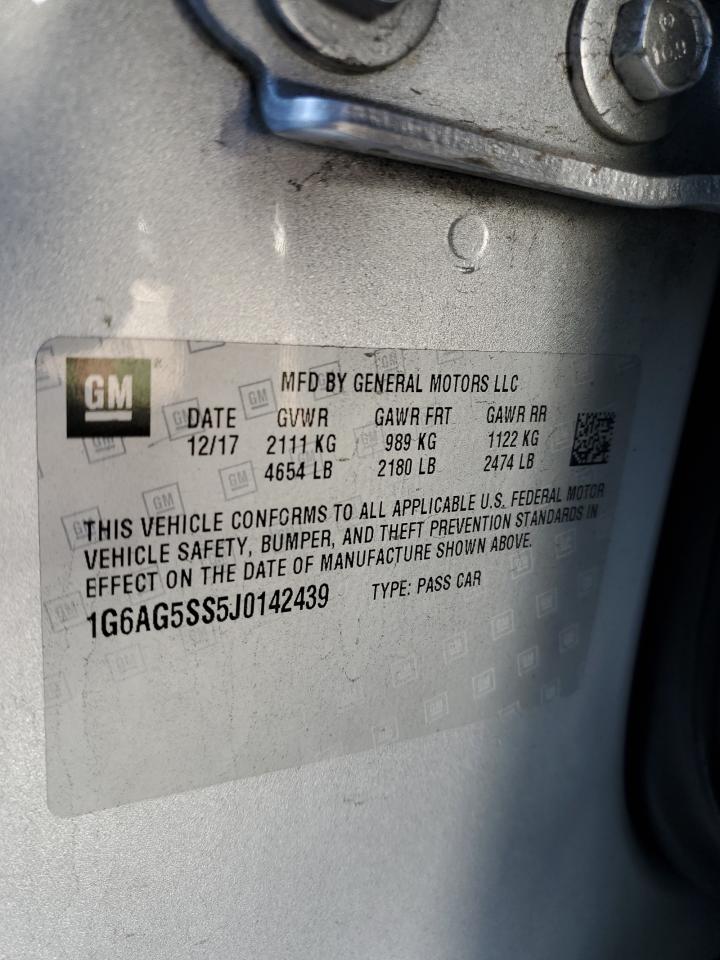 10.9
GM
MFD BY GENERAL MOTORS LLC
DATE GVWR GAWR FRT GAWR RR
12/17 2111 KG 989 KG 1122 KG
4654 LB 2180 LB 2474 LB
THIS VEHICLE CONFORMS TO ALL APPLICABLE U.S. FEDERAL MOTOR
VEHICLE SAFETY, BUMPER, AND THEFT PREVENTION STANDARDS IN
EFFECT ON THE DATE OF MANUFACTURE SHOWN ABOVE.
1G6AG5SS5J0142439 TYPE: PASS CAR